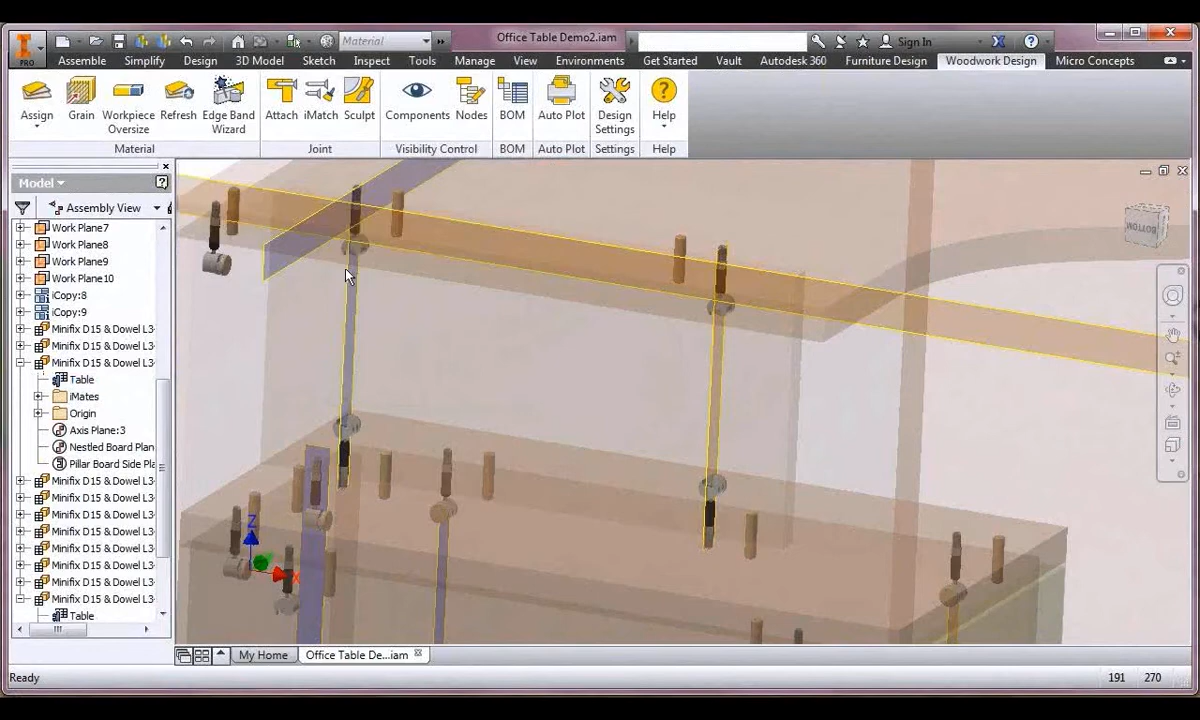 Material
Office Table Demo2.iam
Sign In
PRO
Assemble
Simplify
Design
3D Model
Sketch
Inspect
Tools
Manage
View
Environments
Get Started
Vault
Autodesk 360
Furniture Design
Woodwork Design
Micro Concepts
Assign
Grain
Workpiece
Oversize
Refresh
Edge Band
Wizard
Attach
iMatch
Sculpt
Components
Nodes
BOM
Auto Plot
Design
Settings
Help
Material
Joint
Visibility Control
BOM
Auto Plot
Settings
Help
Model
Assembly View
Work Plane7
Work Plane8
Work Plane9
Work Plane10
iCopy:8
iCopy:9
Minifix D15 & Dowel L3
Minifix D15 & Dowel L3
Minifix D15 & Dowel L3
Table
iMates
Origin
Axis Plane:3
Nestled Board Plan
Pillar Board Side Pla
Minifix D15 & Dowel L3
Minifix D15 & Dowel L3
Minifix D15 & Dowel L3
Minifix D15 & Dowel L3
Minifix D15 & Dowel L3
Minifix D15 & Dowel L3
Minifix D15 & Dowel L3
Minifix D15 & Dowel L3
Table
BOTTOM
Z
X
My Home
Office Table De...iam
Ready
191
270